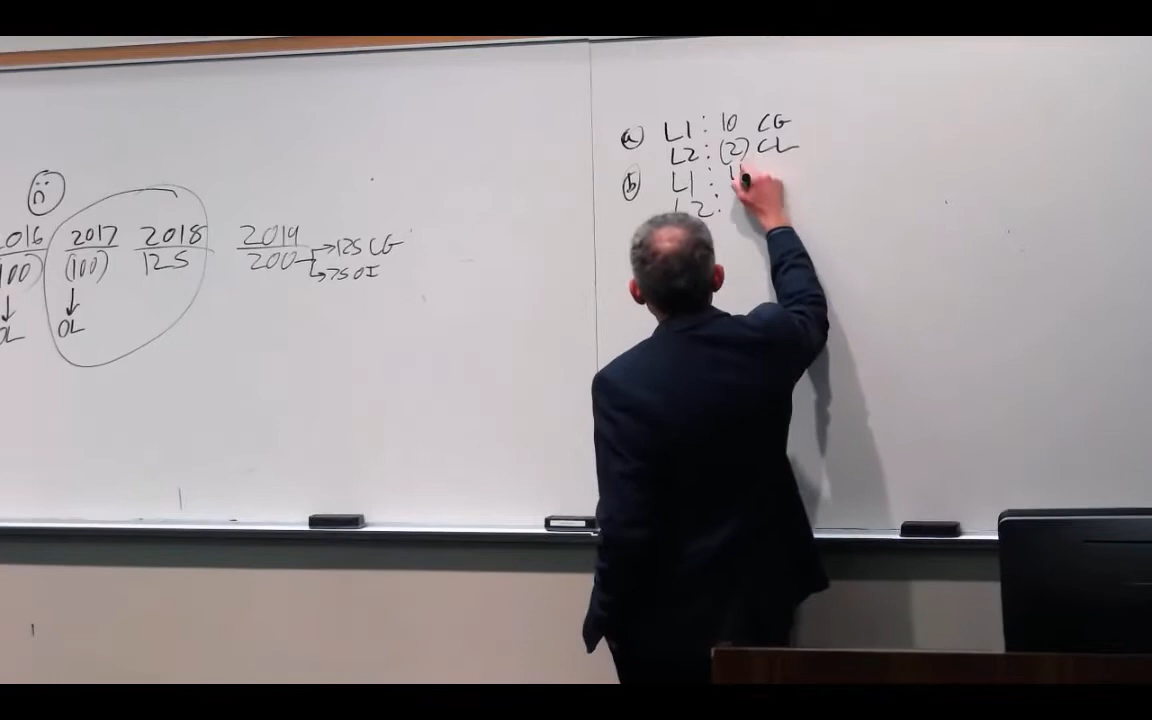 2016 2017 2018 2019
(100) (100) 125 200 → 125 CG
→ 75 OI
OL OL
a L1: 10 CG
L2: (2) CL
b L1:
L2: